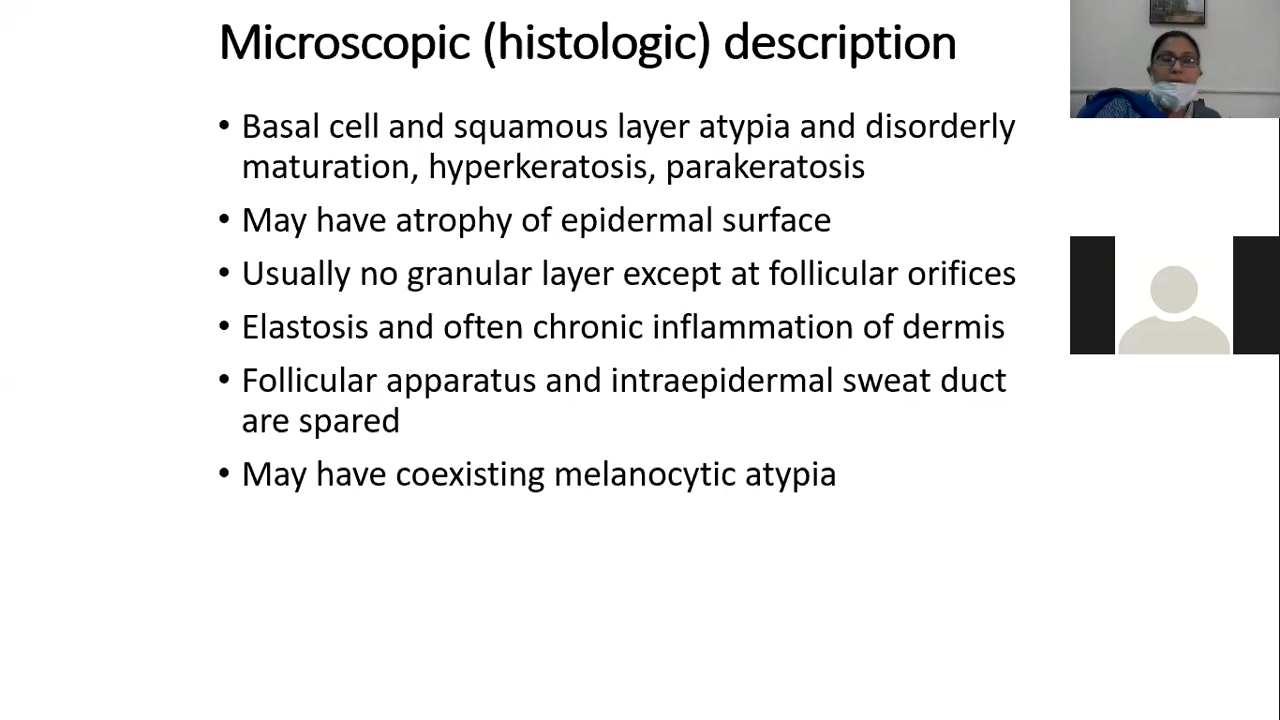 Microscopic (histologic) description
• Basal cell and squamous layer atypia and disorderly
maturation, hyperkeratosis, parakeratosis
• May have atrophy of epidermal surface
• Usually no granular layer except at follicular orifices
• Elastosis and often chronic inflammation of dermis
• Follicular apparatus and intraepidermal sweat duct
are spared
• May have coexisting melanocytic atypia